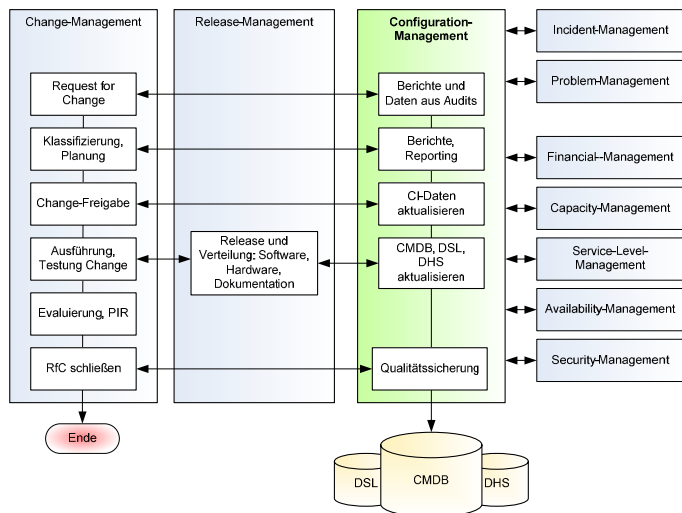 Change-Management
Request for
Change
Klassifizierung,
Planung
Change-Freigabe
Ausführung,
Testung Change
Evaluierung, PIR
RfC schließen
Ende
Release-Management
Release und
Verteilung: Software,
Hardware,
Dokumentation
Configuration-
Management
Berichte und
Daten aus Audits
Berichte,
Reporting
CI-Daten
aktualisieren
CMDB, DSL,
DHS
aktualisieren
Qualitätssicherung
DSL
CMDB
DHS
Incident-Management
Problem-Management
Financial--Management
Capacity-Management
Service-Level-
Management
Availability-Management
Security-Management